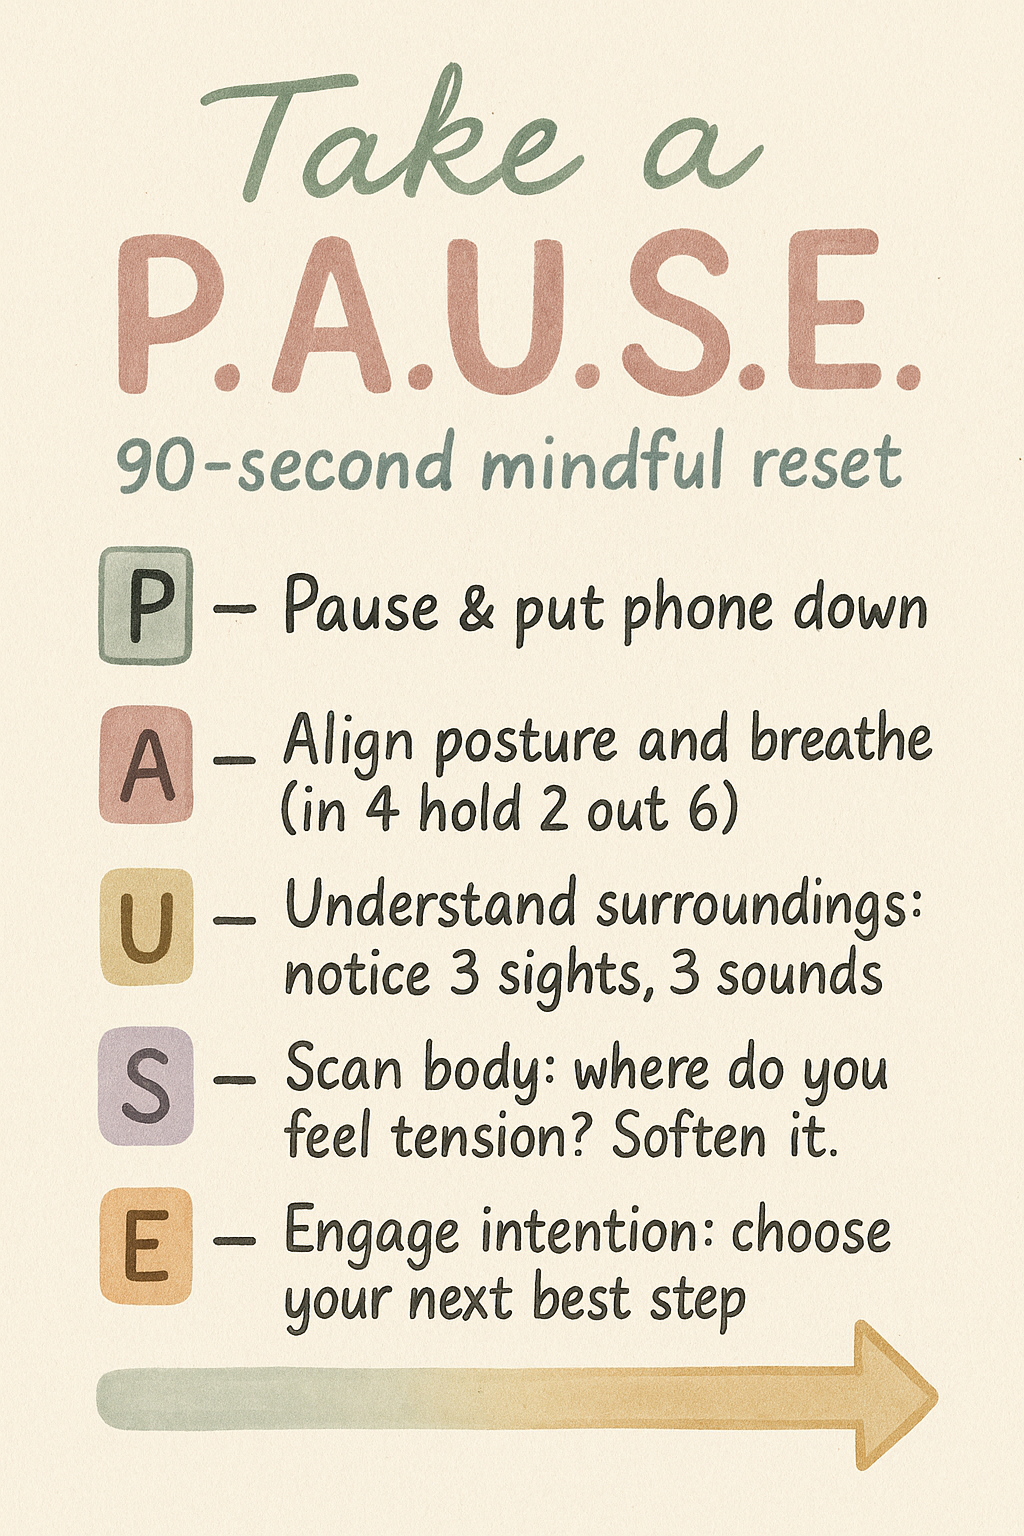 Take a
P.A.U.S.E.
90-second mindful reset
P — Pause & put phone down
A — Align posture and breathe
(in 4 hold 2 out 6)
U — Understand surroundings:
notice 3 sights, 3 sounds
S — Scan body: where do you
feel tension? Soften it.
E — Engage intention: choose
your next best step